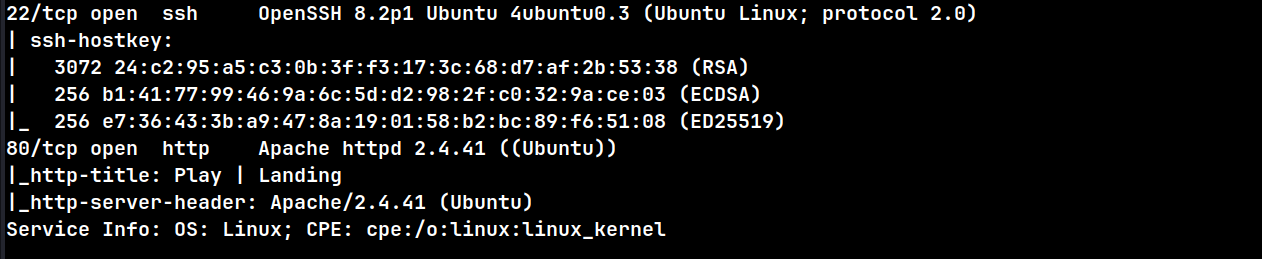 22/tcp open  ssh     OpenSSH 8.2p1 Ubuntu 4ubuntu0.3 (Ubuntu Linux; protocol 2.0)
| ssh-hostkey:
|   3072 24:c2:95:a5:c3:0b:3f:f3:17:3c:68:d7:af:2b:53:38 (RSA)
|   256 b1:41:77:99:46:9a:6c:5d:d2:98:2f:c0:32:9a:ce:03 (ECDSA)
|_  256 e7:36:43:3b:a9:47:8a:19:01:58:b2:bc:89:f6:51:08 (ED25519)
80/tcp open  http    Apache httpd 2.4.41 ((Ubuntu))
|_http-title: Play | Landing
|_http-server-header: Apache/2.4.41 (Ubuntu)
Service Info: OS: Linux; CPE: cpe:/o:linux:linux_kernel